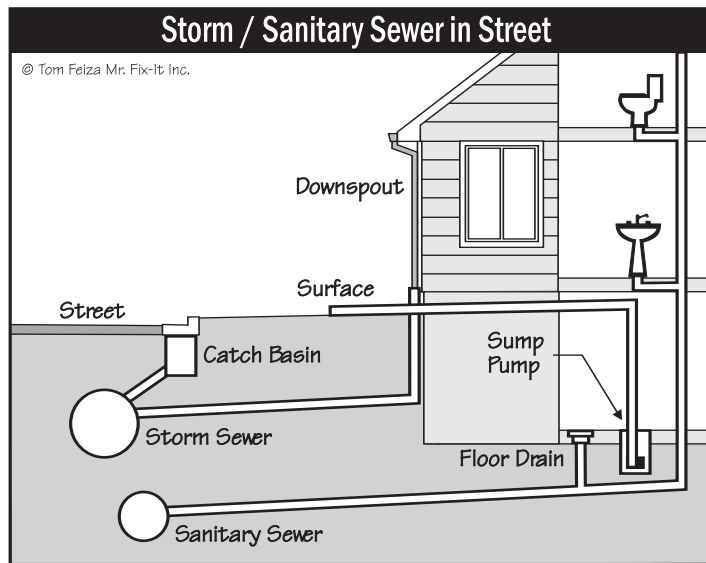 Storm / Sanitary Sewer in Street
© Tom Feiza Mr. Fix-It Inc.
Downspout
Surface
Street
Catch Basin
Sump
Pump
Storm Sewer
Floor Drain
Sanitary Sewer